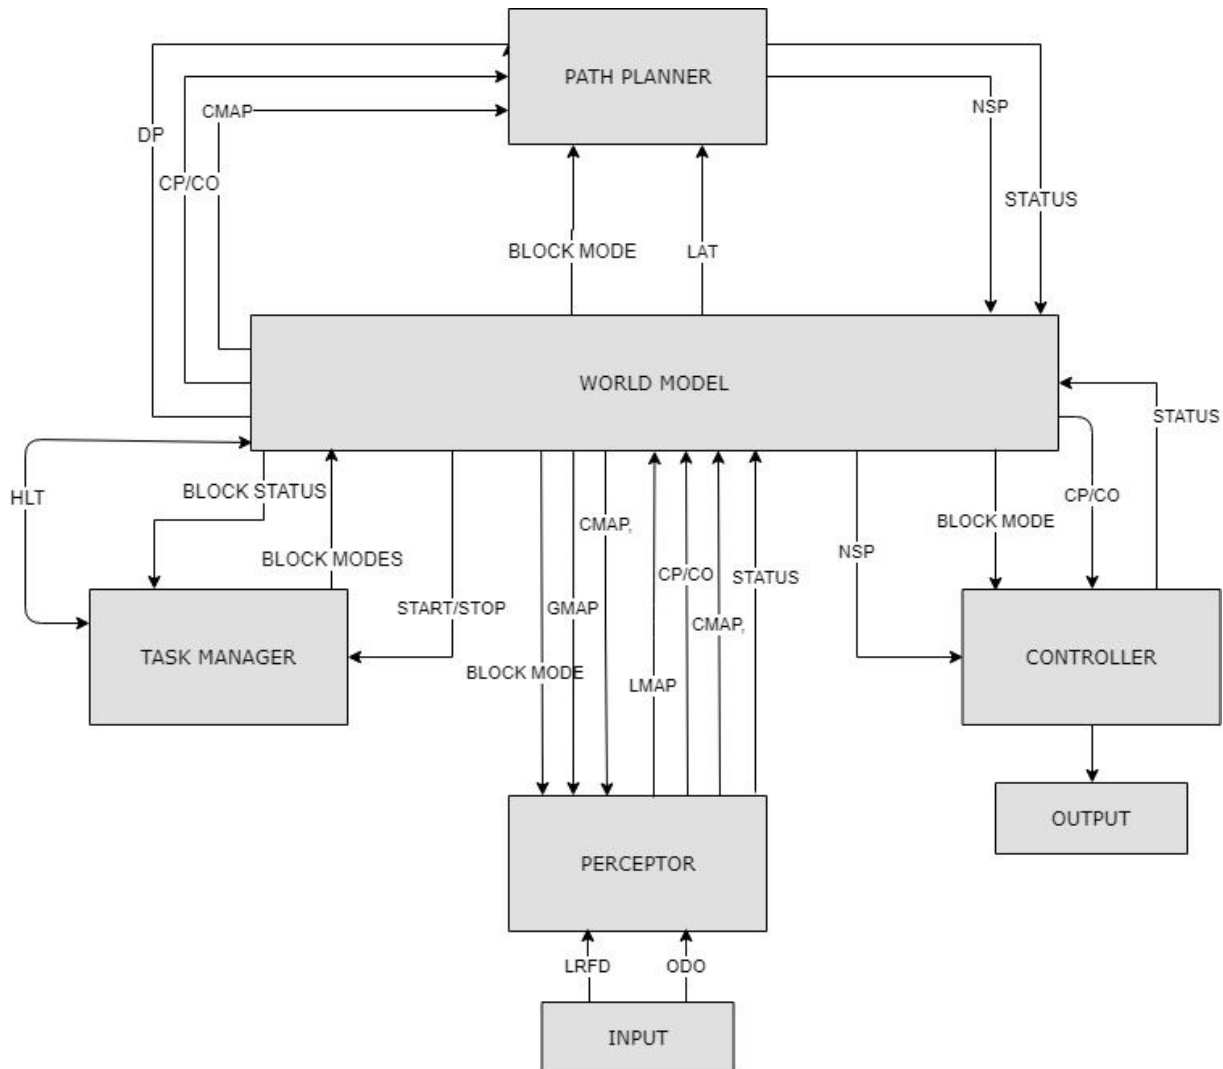 PATH PLANNER
CMAP
NSP
DP
CP/CO
STATUS
BLOCK MODE
LAT
WORLD MODEL
STATUS
BLOCK STATUS
HLT
CP/CO
CMAP,
BLOCK MODE
NSP
BLOCK MODES
CP/CO
STATUS
START/STOP
GMAP
CMAP,
TASK MANAGER
CONTROLLER
BLOCK MODE
LMAP
OUTPUT
PERCEPTOR
LRFD
ODO
INPUT